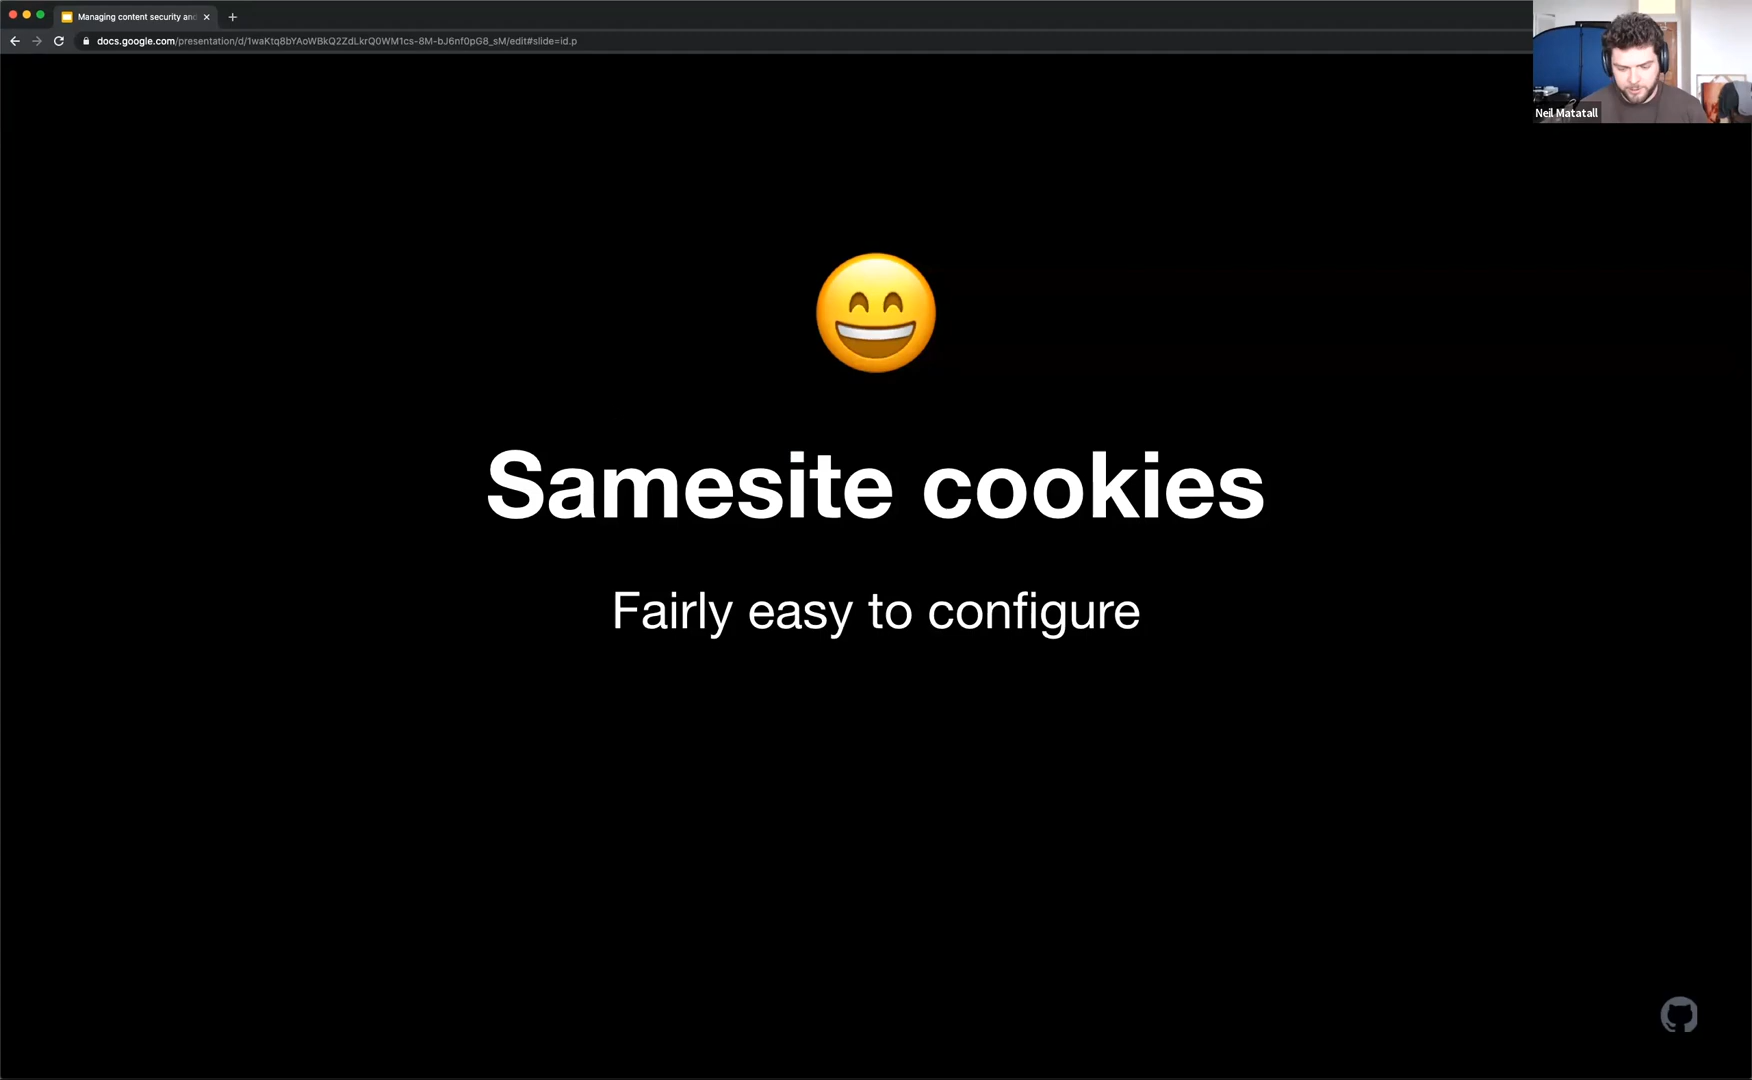 Managing content security and
docs.google.com/presentation/d/1waKtq8bYAoWBkQ2ZdLkrQ0WM1cs-8M-bJ6nf0pG8_sM/edit#slide=id.p
Neil Matatall
Samesite cookies
Fairly easy to configure